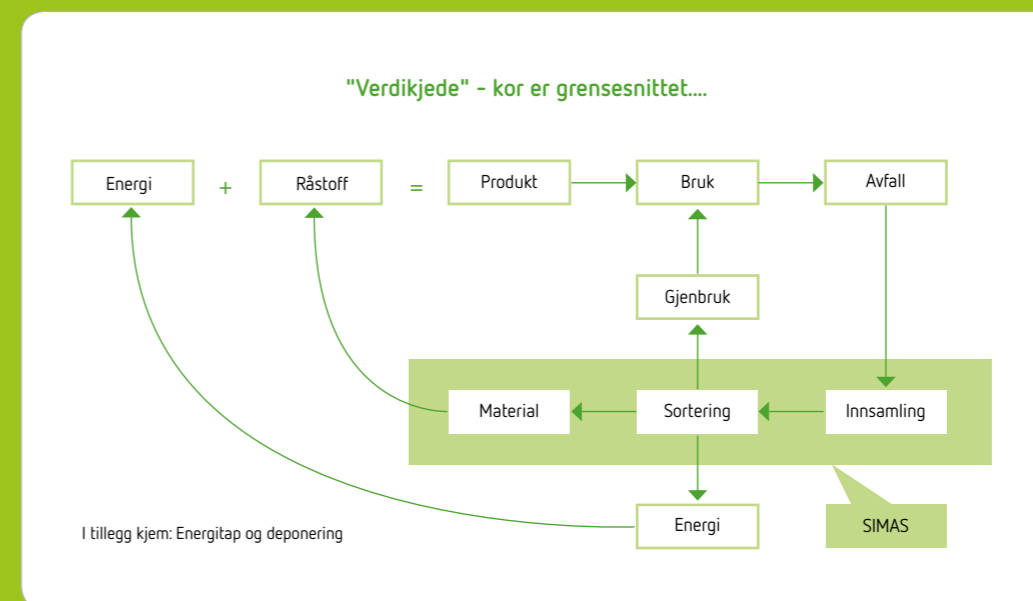 "Verdikjede" - kor er grensesnittet....
Energi + Råstoff = Produkt Bruk Avfall
Gjenbruk
Material Sortering Innsamling
Energi
SIMAS
I tillegg kjem: Energitap og deponering